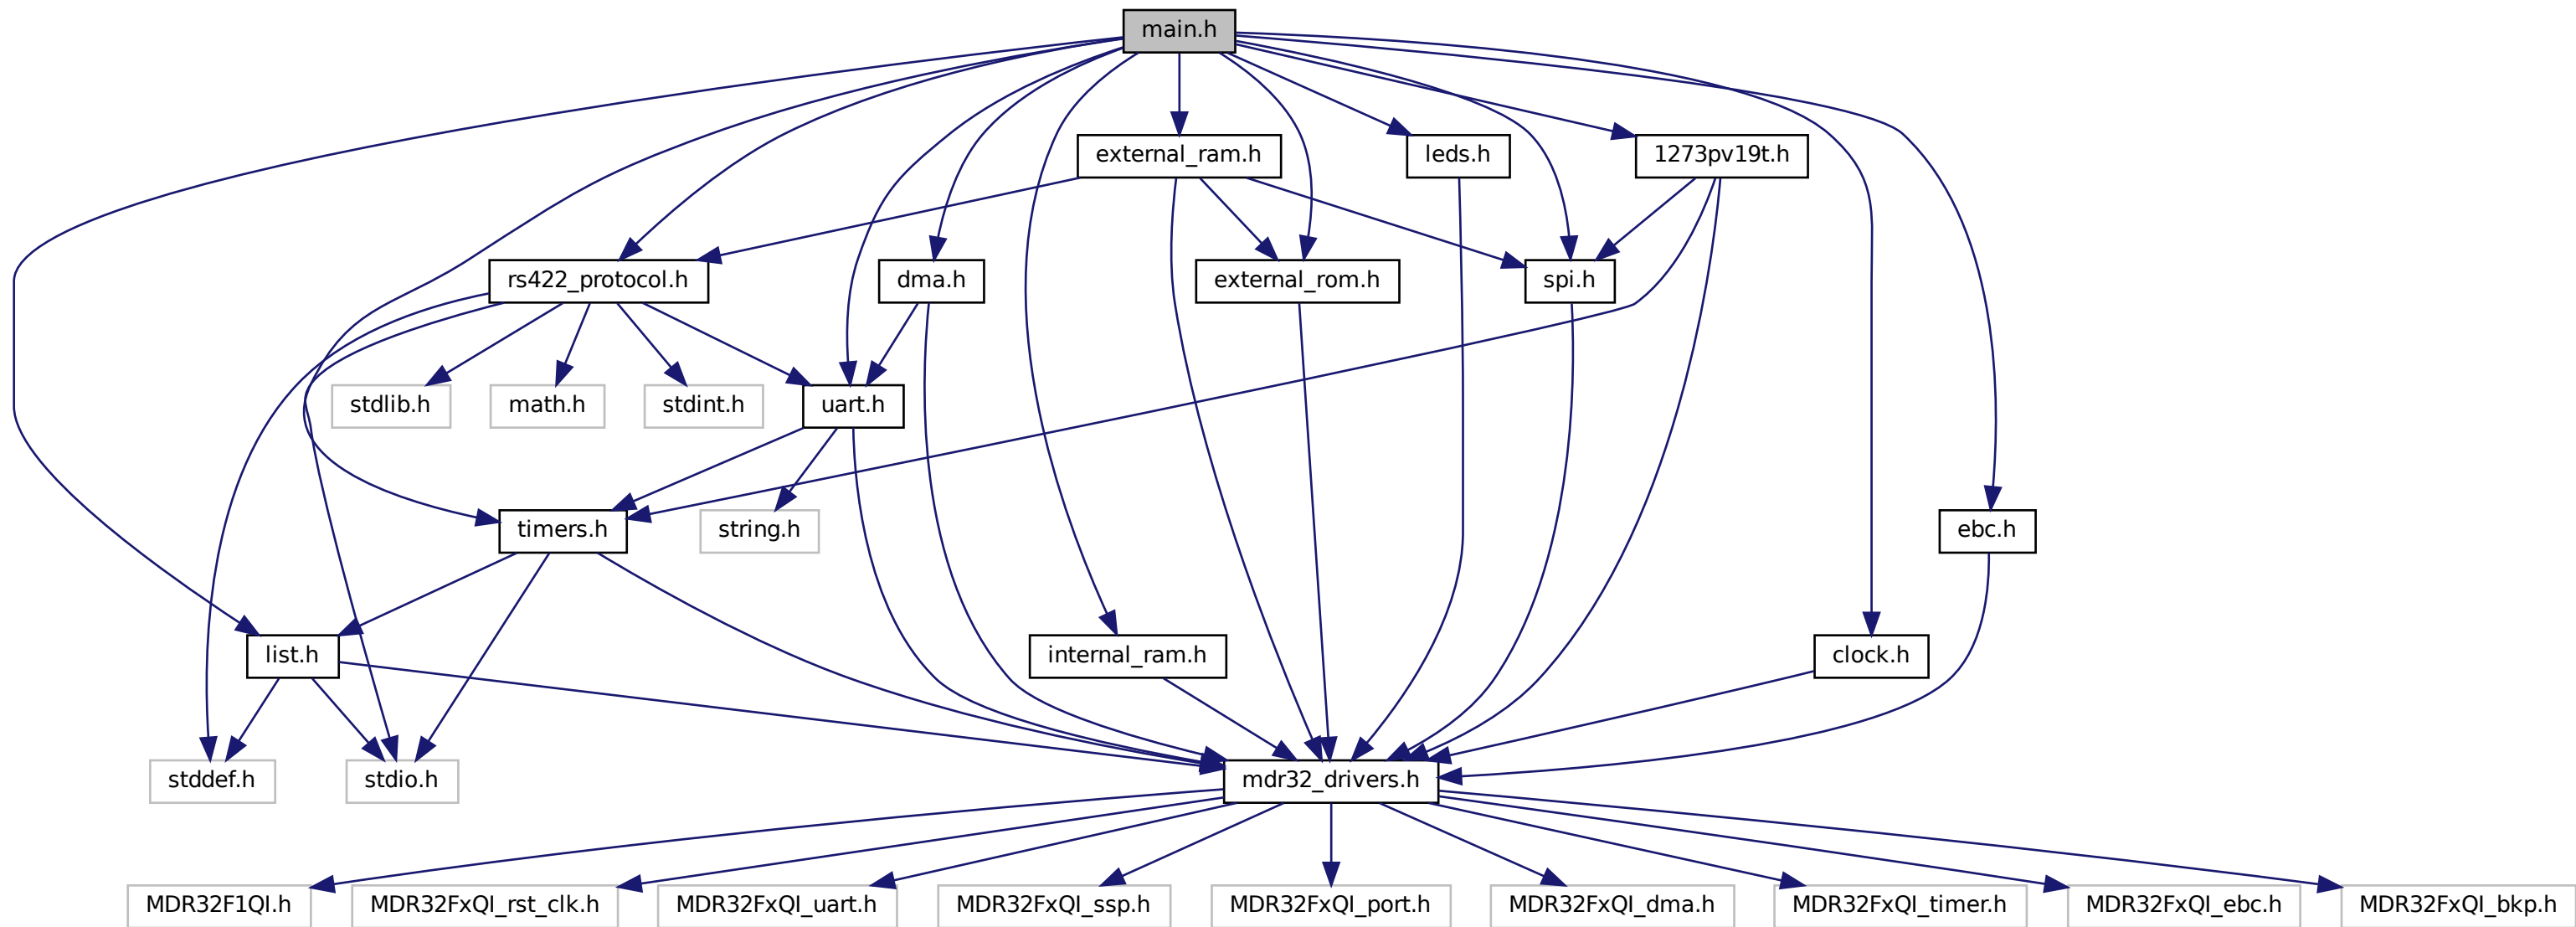 main.h
external_ram.h
leds.h
1273pv19t.h
rs422_protocol.h
dma.h
external_rom.h
spi.h
stdlib.h
math.h
stdint.h
uart.h
timers.h
string.h
ebc.h
list.h
internal_ram.h
clock.h
stddef.h
stdio.h
mdr32_drivers.h
MDR32F1QI.h
MDR32FxQI_rst_clk.h
MDR32FxQI_uart.h
MDR32FxQI_ssp.h
MDR32FxQI_port.h
MDR32FxQI_dma.h
MDR32FxQI_timer.h
MDR32FxQI_ebc.h
MDR32FxQI_bkp.h